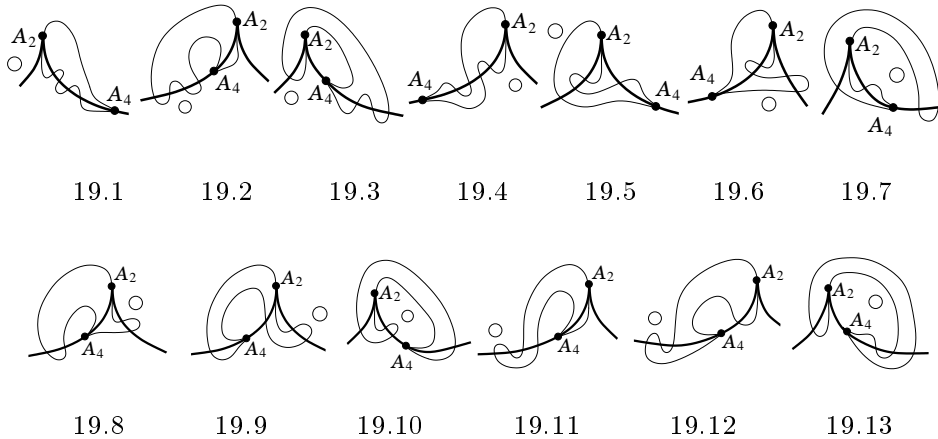 A₂ A₄ A₂ A₄ A₂ A₄ A₂ A₄ A₂ A₄ A₂ A₄ A₂ A₄
19.1 19.2 19.3 19.4 19.5 19.6 19.7
A₂ A₄ A₂ A₄ A₂ A₄ A₂ A₄ A₂ A₄ A₂ A₄
19.8 19.9 19.10 19.11 19.12 19.13